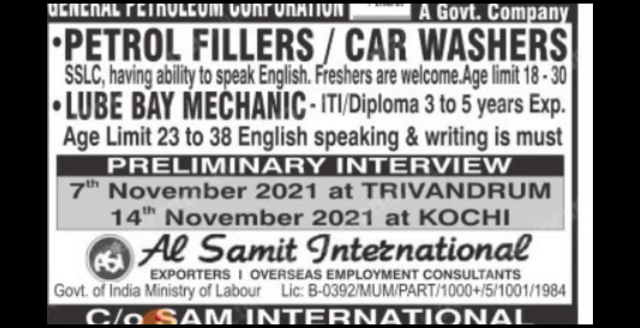 GENERAL PETROLEUM CORPORATION
A Govt. Company
•PETROL FILLERS / CAR WASHERS
SSLC, having ability to speak English. Freshers are welcome.Age limit 18 - 30
•LUBE BAY MECHANIC - ITI/Diploma 3 to 5 years Exp.
Age Limit 23 to 38 English speaking & writing is must
PRELIMINARY INTERVIEW
7th November 2021 at TRIVANDRUM
14th November 2021 at KOCHI
Al Samit International
EXPORTERS I OVERSEAS EMPLOYMENT CONSULTANTS
Govt. of India Ministry of Labour Lic: B-0392/MUM/PART/1000+/5/1001/1984
C/o SAM INTERNATIONAL